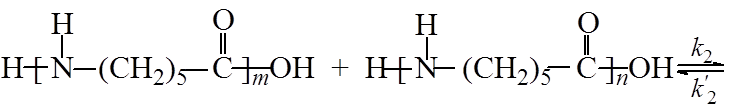 H H
O O
H-[-N-(CH₂)₅-C-]ₘOH + H-[-N-(CH₂)₅-C-]ₙOH k₂
k'₂